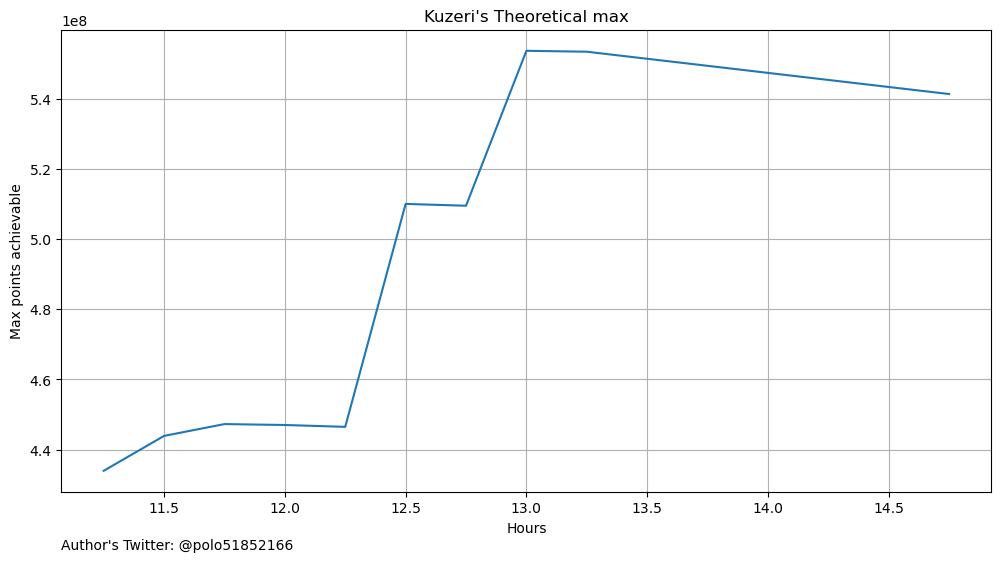 Kuzeri's Theoretical max
1e8
5.4
5.2
5.0
4.8
4.6
4.4
Max points achievable
11.5 12.0 12.5 13.0 13.5 14.0 14.5
Hours
Author's Twitter: @polo51852166